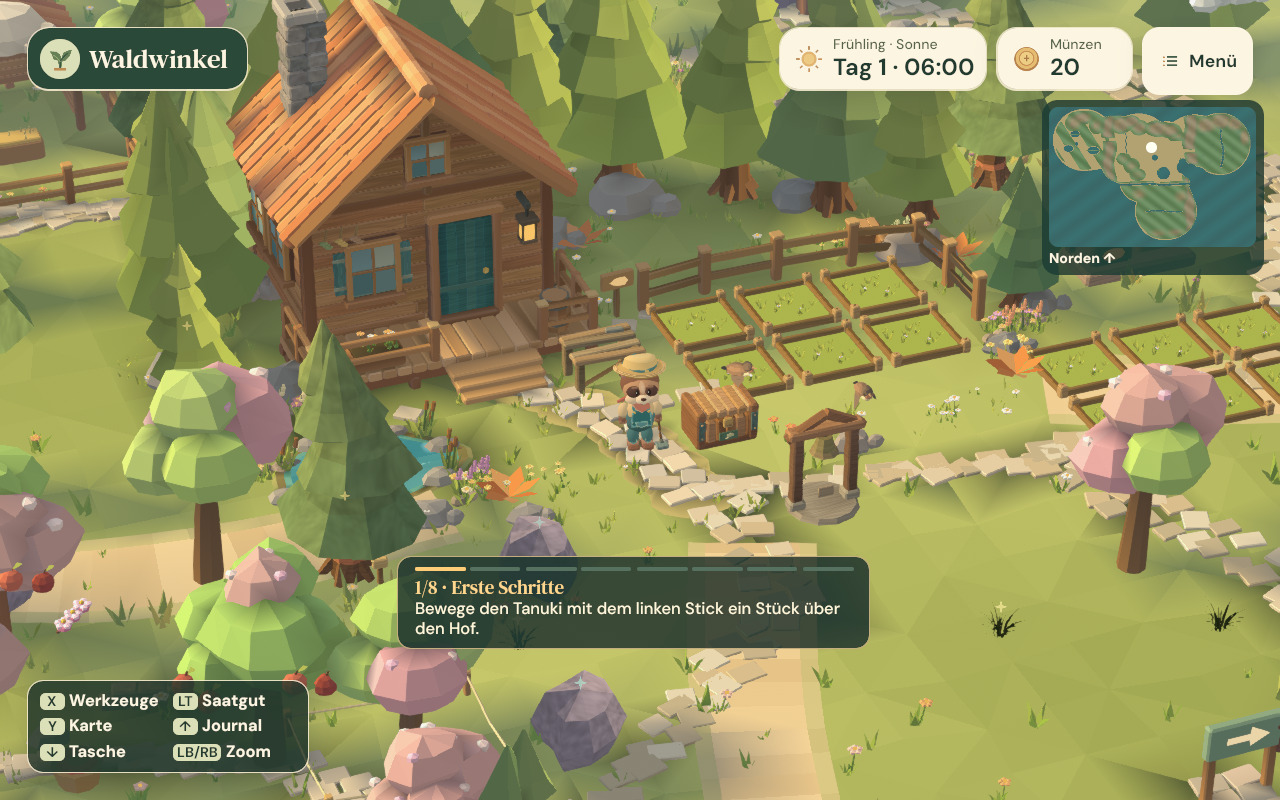 Waldwinkel
Frühling · Sonne
Tag 1 · 06:00
Münzen
20
Menü
Norden ↑
1/8 · Erste Schritte
Bewege den Tanuki mit dem linken Stick ein Stück über
den Hof.
X Werkzeuge LT Saatgut
Y Karte ↑ Journal
↓ Tasche LB/RB Zoom